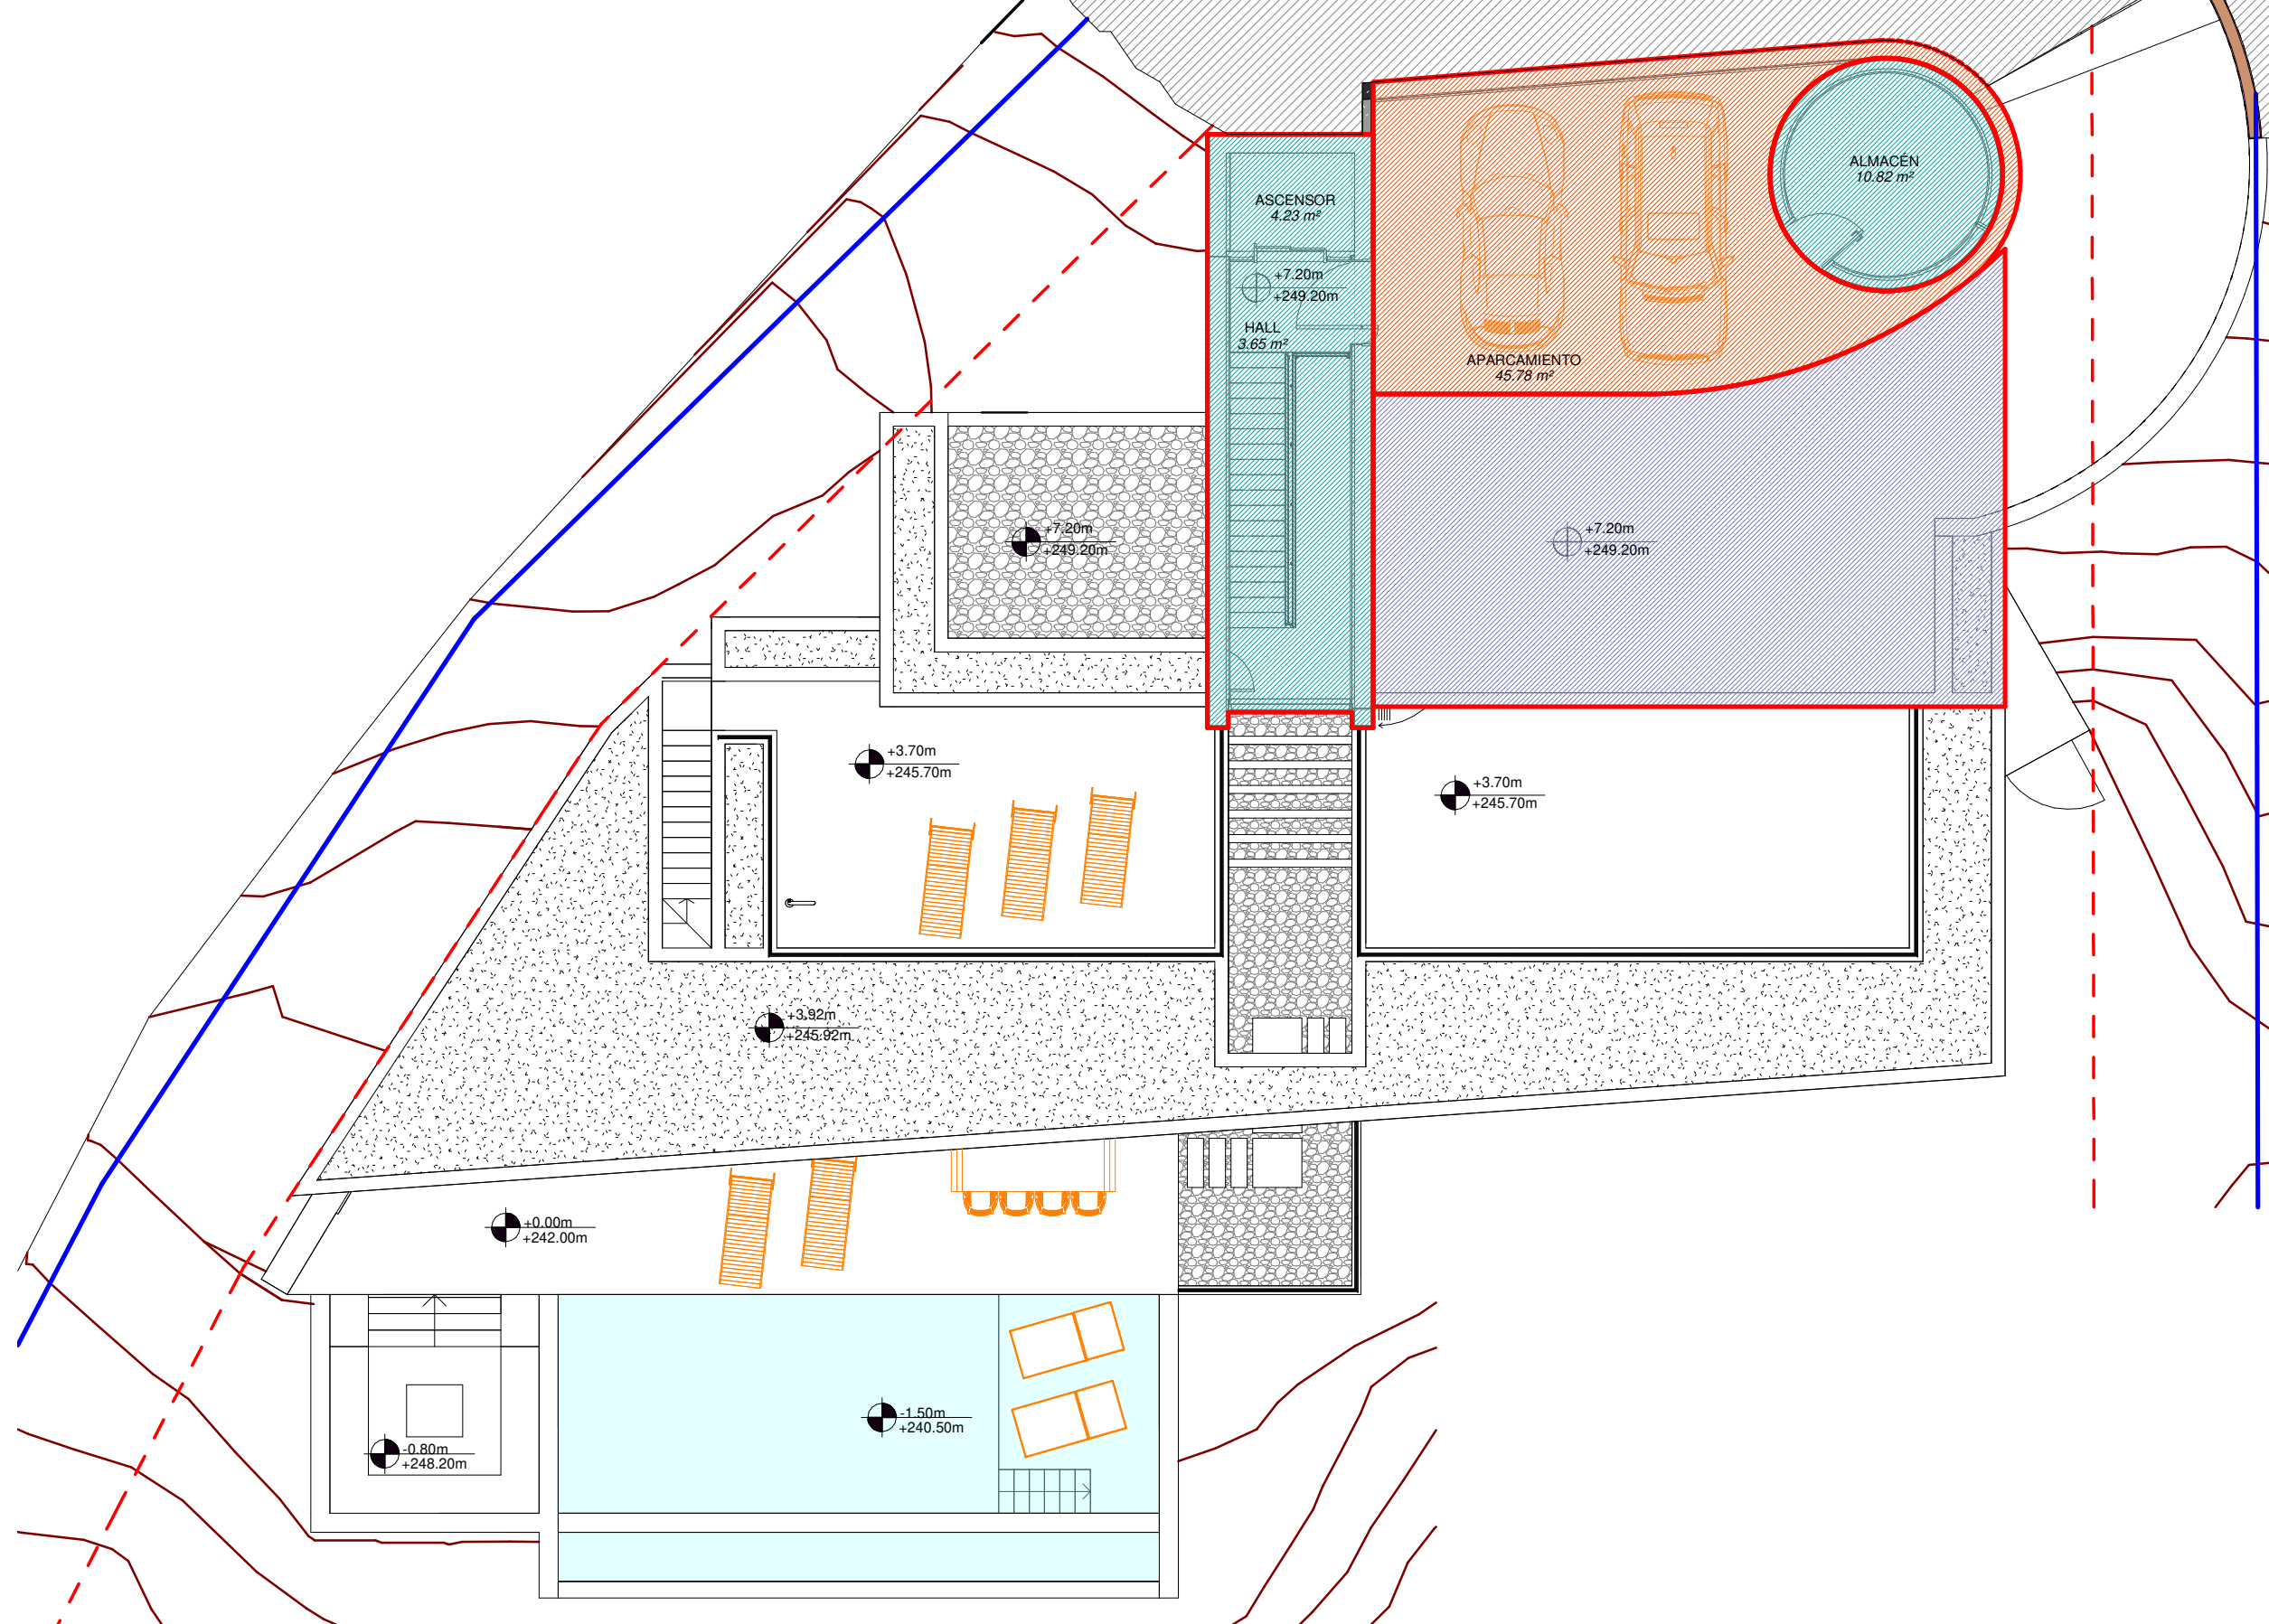 ALMACÉN
10.82 m²
ASCENSOR
4.23 m²
+7.20m
+249.20m
HALL
3.65 m²
APARCAMIENTO
45.78 m²
+7.20m
+249.20m
+7.20m
+249.20m
+3.70m
+245.70m
+3.70m
+245.70m
+3.92m
+245.92m
+0.00m
+242.00m
-1.50m
+240.50m
-0.80m
+248.20m